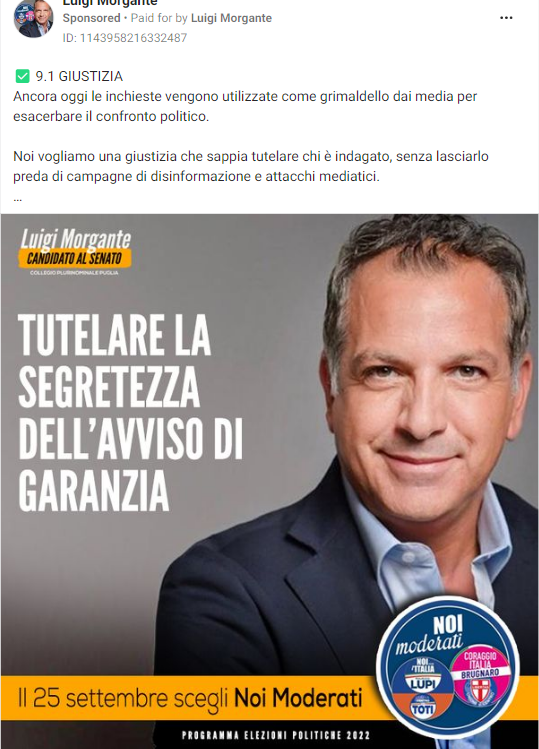 Luigi Morgante
Sponsored • Paid for by Luigi Morgante
ID: 1143958216332487
✅ 9.1 GIUSTIZIA
Ancora oggi le inchieste vengono utilizzate come grimaldello dai media per
esacerbare il confronto politico.
Noi vogliamo una giustizia che sappia tutelare chi è indagato, senza lasciarlo
preda di campagne di disinformazione e attacchi mediatici.
...
Luigi Morgante
CANDIDATO AL SENATO
COLLEGIO PLURINOMINALE PUGLIA
TUTELARE LA
SEGRETEZZA
DELL'AVVISO DI
GARANZIA
NOI
moderati
NOI...
L'ITALIA
LUPI
CORAGGIO
ITALIA
BRUGNARO
TOTI
Il 25 settembre scegli Noi Moderati
PROGRAMMA ELEZIONI POLITICHE 2022